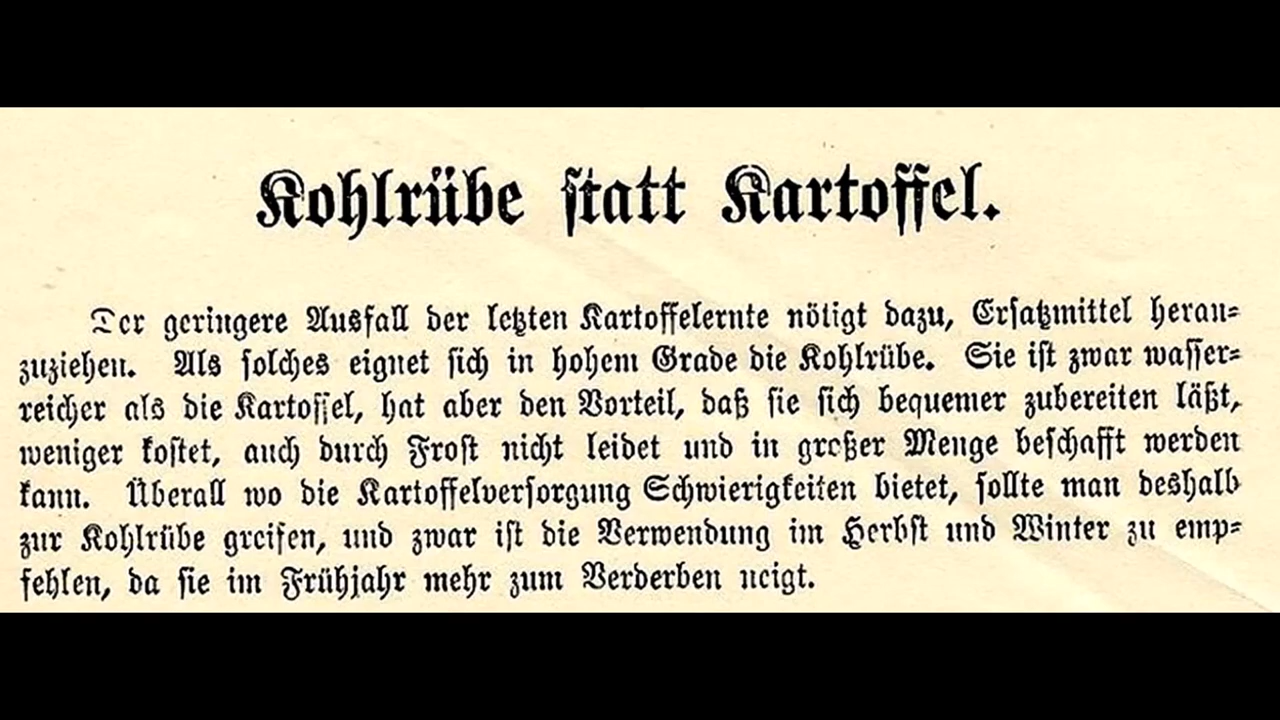 Kohlrübe statt Kartoffel.
Der geringere Ausfall der letzten Kartoffelernte nötigt dazu, Ersatzmittel heran-
zuziehen. Als solches eignet sich in hohem Grade die Kohlrübe. Sie ist zwar wasser-
reicher als die Kartoffel, hat aber den Vorteil, daß sie sich bequemer zubereiten läßt,
weniger kostet, auch durch Frost nicht leidet und in großer Menge beschafft werden
kann. Überall wo die Kartoffelversorgung Schwierigkeiten bietet, sollte man deshalb
zur Kohlrübe greifen, und zwar ist die Verwendung im Herbst und Winter zu emp-
fehlen, da sie im Frühjahr mehr zum Verderben neigt.